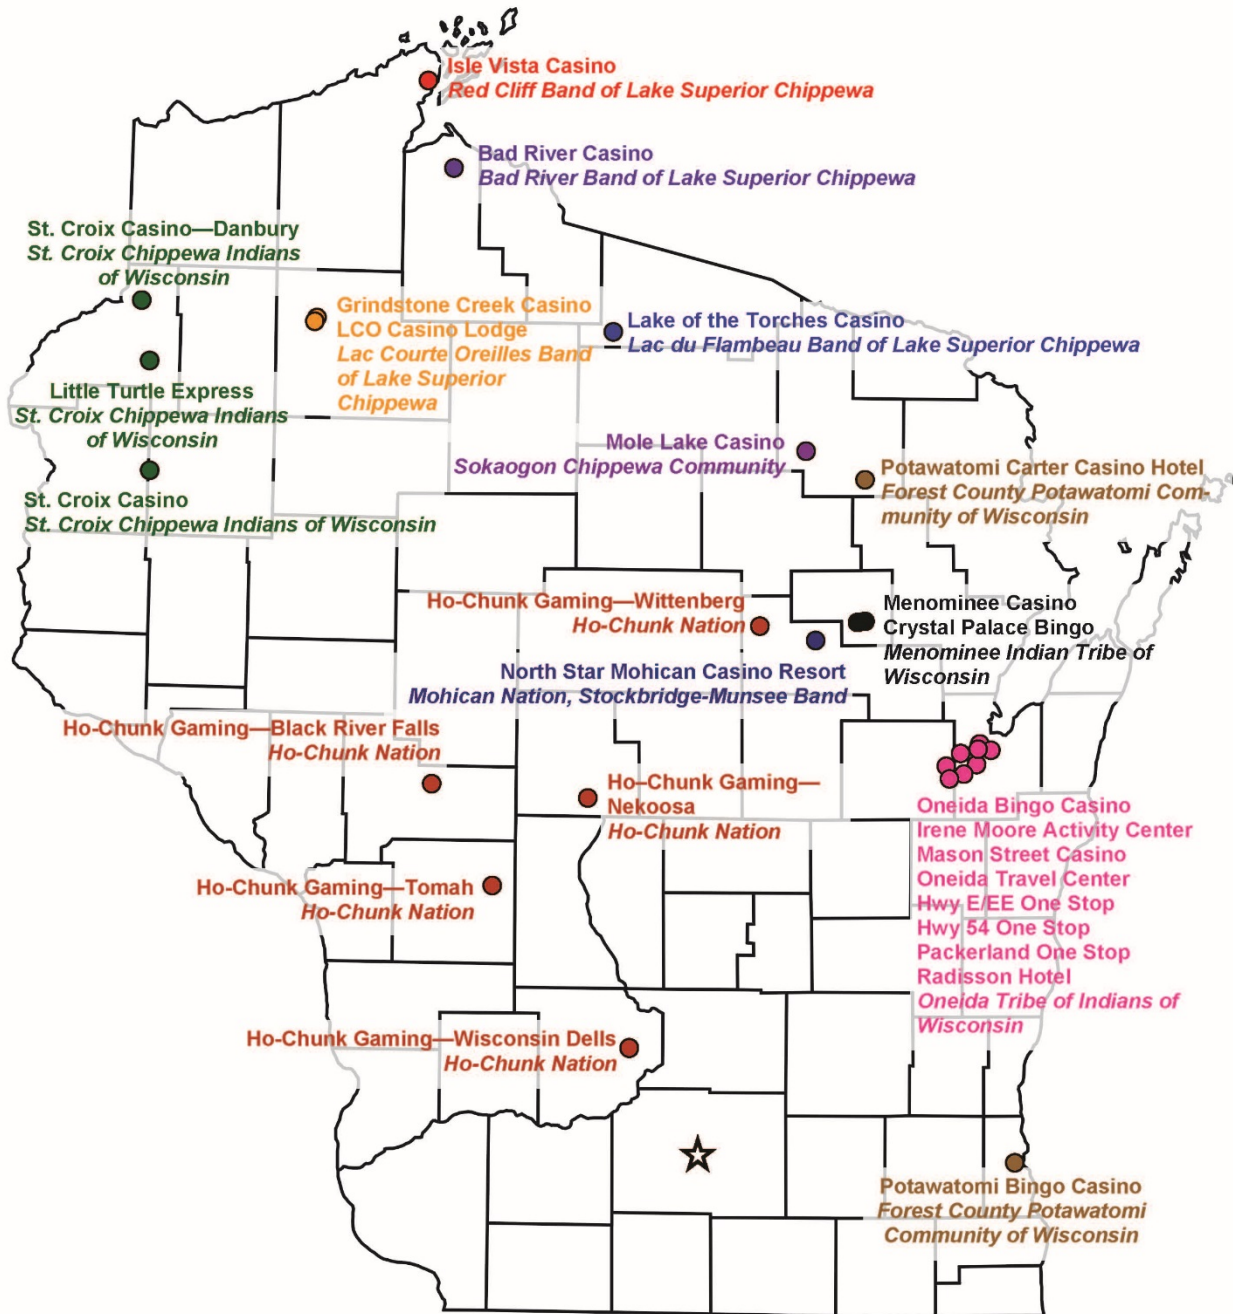 Isle Vista Casino
Red Cliff Band of Lake Superior Chippewa
Bad River Casino
Bad River Band of Lake Superior Chippewa
St. Croix Casino—Danbury
St. Croix Chippewa Indians
of Wisconsin
Grindstone Creek Casino
LCO Casino Lodge
Lac Courte Oreilles Band
of Lake Superior
Chippewa
Lake of the Torches Casino
Lac du Flambeau Band of Lake Superior Chippewa
Little Turtle Express
St. Croix Chippewa Indians
of Wisconsin
Mole Lake Casino
Sokaogon Chippewa Community
Potawatomi Carter Casino Hotel
Forest County Potawatomi Com-
munity of Wisconsin
St. Croix Casino
St. Croix Chippewa Indians of Wisconsin
Ho-Chunk Gaming—Wittenberg
Ho-Chunk Nation
Menominee Casino
Crystal Palace Bingo
Menominee Indian Tribe of
Wisconsin
North Star Mohican Casino Resort
Mohican Nation, Stockbridge-Munsee Band
Ho-Chunk Gaming—Black River Falls
Ho-Chunk Nation
Ho–Chunk Gaming—
Nekoosa
Ho-Chunk Nation
Oneida Bingo Casino
Irene Moore Activity Center
Mason Street Casino
Oneida Travel Center
Hwy E/EE One Stop
Hwy 54 One Stop
Packerland One Stop
Radisson Hotel
Oneida Tribe of Indians of
Wisconsin
Ho-Chunk Gaming—Tomah
Ho-Chunk Nation
Ho-Chunk Gaming—Wisconsin Dells
Ho-Chunk Nation
Potawatomi Bingo Casino
Forest County Potawatomi
Community of Wisconsin